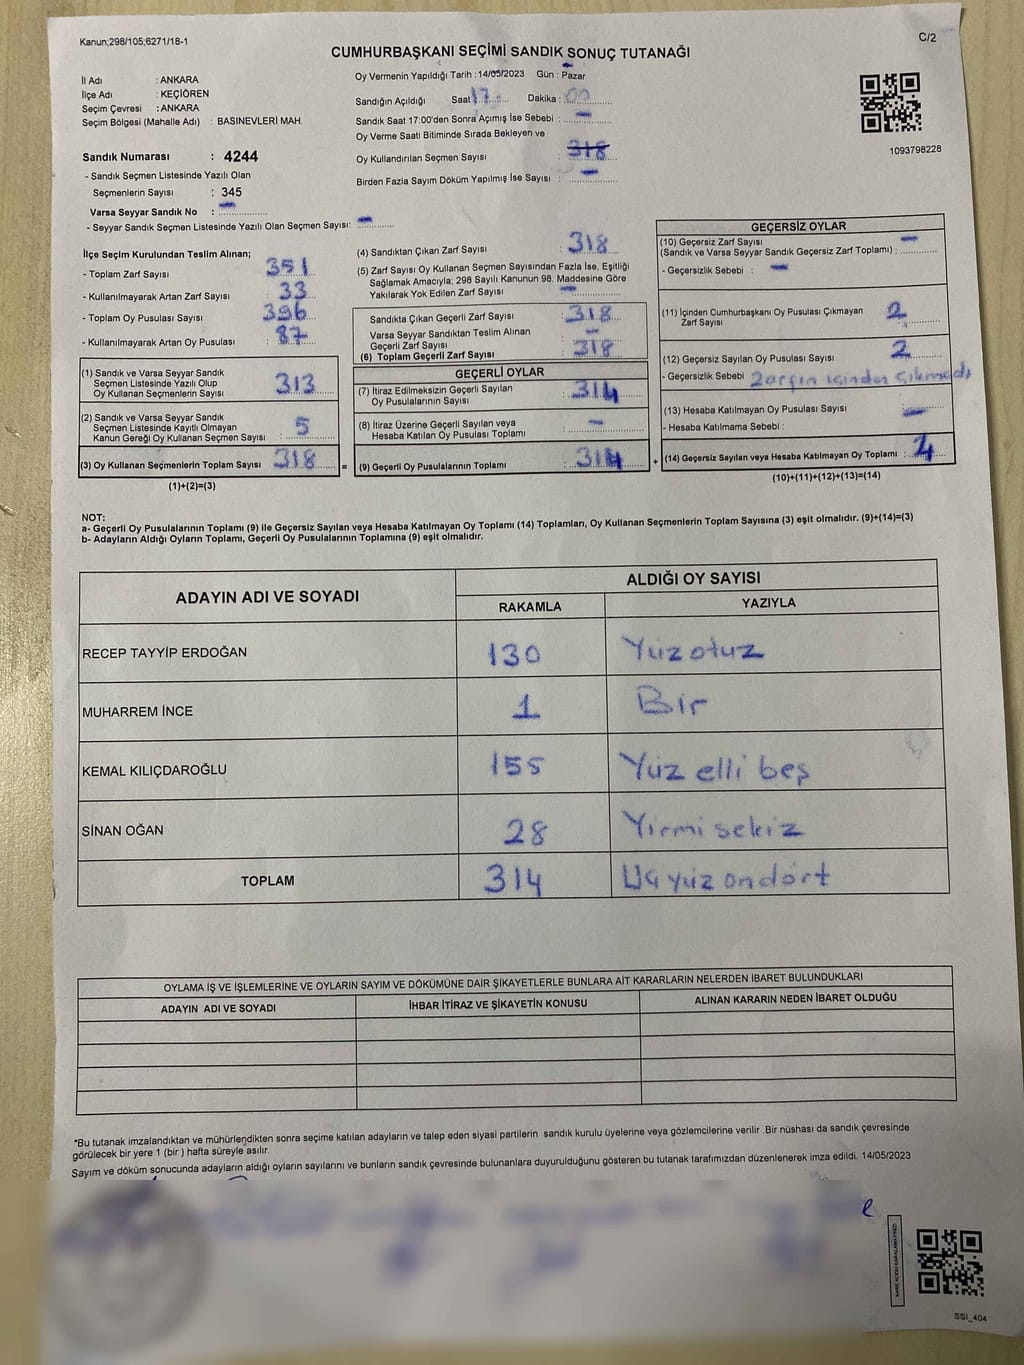 Kanun;298/105;6271/18-1
C/2
CUMHURBAŞKANI SEÇİMİ SANDIK SONUÇ TUTANAĞI
İl Adı : ANKARA
İlçe Adı : KEÇİÖREN
Seçim Çevresi : ANKARA
Seçim Bölgesi (Mahalle Adı) : BASINEVLERİ MAH.
Sandık Numarası : 4244
- Sandık Seçmen Listesinde Yazılı Olan
Seçmenlerin Sayısı : 345
Varsa Seyyar Sandık No : -
- Seyyar Sandık Seçmen Listesinde Yazılı Olan Seçmen Sayısı: -
Oy Vermenin Yapıldığı Tarih : 14/05/2023 Gün : Pazar
Sandığın Açıldığı Saat 17 Dakika : 00
Sandık Saat 17:00'den Sonra Açımış İse Sebebi : -
Oy Verme Saati Bitiminde Sırada Bekleyen ve
Oy Kullandırılan Seçmen Sayısı : 318
Birden Fazla Sayım Döküm Yapılmış İse Sayısı : -
1093798228
İlçe Seçim Kurulundan Teslim Alınan;
- Toplam Zarf Sayısı : 351
- Kullanılmayarak Artan Zarf Sayısı : 33
- Toplam Oy Pusulası Sayısı : 396
- Kullanılmayarak Artan Oy Pusulası : 87
(1) Sandık ve Varsa Seyyar Sandık
Seçmen Listesinde Yazılı Olup
Oy Kullanan Seçmenlerin Sayısı : 313
(2) Sandık ve Varsa Seyyar Sandık
Seçmen Listesinde Kayıtlı Olmayan
Kanun Gereği Oy Kullanan Seçmen Sayısı : 5
(3) Oy Kullanan Seçmenlerin Toplam Sayısı : 318
(1)+(2)=(3)
(4) Sandıktan Çıkan Zarf Sayısı : 318
(5) Zarf Sayısı Oy Kullanan Seçmen Sayısından Fazla İse, Eşitliği
Sağlamak Amacıyla; 298 Sayılı Kanunun 98. Maddesine Göre
Yakılarak Yok Edilen Zarf Sayısı : -
Sandıkta Çıkan Geçerli Zarf Sayısı : 318
Varsa Seyyar Sandıktan Teslim Alınan
Geçerli Zarf Sayısı : -
(6) Toplam Geçerli Zarf Sayısı : 318
GEÇERLİ OYLAR
(7) İtiraz Edilmeksizin Geçerli Sayılan
Oy Pusulalarının Sayısı : 314
(8) İtiraz Üzerine Geçerli Sayılan veya
Hesaba Katılan Oy Pusulası Toplamı : -
= (9) Geçerli Oy Pusulalarının Toplamı : 314 +
GEÇERSİZ OYLAR
(10) Geçersiz Zarf Sayısı : -
(Sandık ve Varsa Seyyar Sandık Geçersiz Zarf Toplamı)
- Geçersizlik Sebebi : -
(11) İçinden Cumhurbaşkanı Oy Pusulası Çıkmayan
Zarf Sayısı : 2
(12) Geçersiz Sayılan Oy Pusulası Sayısı : 2
- Geçersizlik Sebebi 2 içinden çıkmadı
(13) Hesaba Katılmayan Oy Pusulası Sayısı : -
- Hesaba Katılmama Sebebi :
(14) Geçersiz Sayılan veya Hesaba Katılmayan Oy Toplamı : 4
(10)+(11)+(12)+(13)=(14)
NOT:
a- Geçerli Oy Pusulalarının Toplamı (9) ile Geçersiz Sayılan veya Hesaba Katılmayan Oy Toplamı (14) Toplamları, Oy Kullanan Seçmenlerin Toplam Sayısına (3) eşit olmalıdır. (9)+(14)=(3)
b- Adayların Aldığı Oyların Toplamı, Geçerli Oy Pusulalarının Toplamına (9) eşit olmalıdır.
ADAYIN ADI VE SOYADI
ALDIĞI OY SAYISI
RAKAMLA YAZIYLA
RECEP TAYYİP ERDOĞAN 130 Yüz otuz
MUHARREM İNCE 1 Bir
KEMAL KILIÇDAROĞLU 155 Yüz elli beş
SİNAN OĞAN 28 Yirmi sekiz
TOPLAM 314 Üç yüz on dört
OYLAMA İŞ VE İŞLEMLERİNE VE OYLARIN SAYIM VE DÖKÜMÜNE DAİR ŞİKAYETLERLE BUNLARA AİT KARARLARIN NELERDEN İBARET BULUNDUKLARI
ADAYIN ADI VE SOYADI İHBAR İTİRAZ VE ŞİKAYETİN KONUSU ALINAN KARARIN NEDEN İBARET OLDUĞU
*Bu tutanak imzalandıktan ve mühürlendikten sonra seçime katılan adayların ve talep eden siyasi partilerin sandık kurulu üyelerine veya gözlemcilerine verilir .Bir nüshası da sandık çevresinde
görülecek bir yere 1 (bir ) hafta süreyle asılır.
Sayım ve döküm sonucunda adayların aldığı oyların sayılarını ve bunların sandık çevresinde bulunanlara duyurulduğunu gösteren bu tutanak tarafımızdan düzenlenerek imza edildi. 14/05/2023
SSI_404